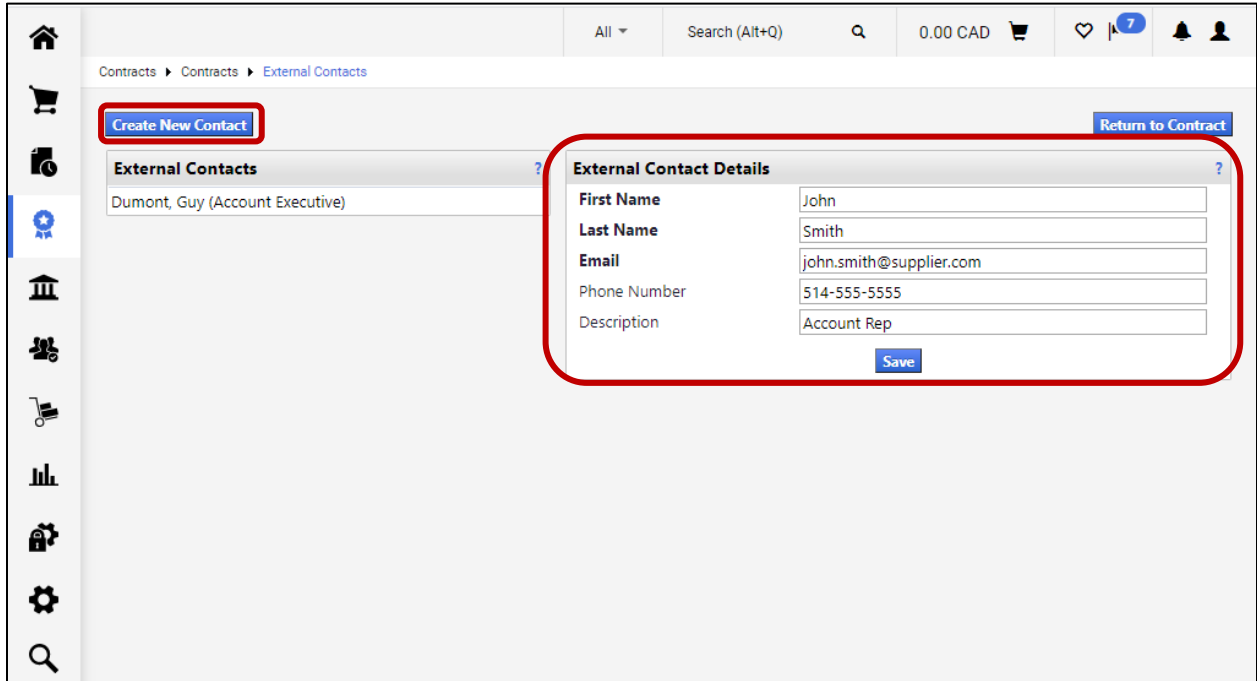 All Search (Alt+Q) 0.00 CAD 7
Contracts Contracts External Contacts
Create New Contact
Return to Contract
External Contacts ?
Dumont, Guy (Account Executive)
External Contact Details ?
First Name John
Last Name Smith
Email john.smith@supplier.com
Phone Number 514-555-5555
Description Account Rep
Save